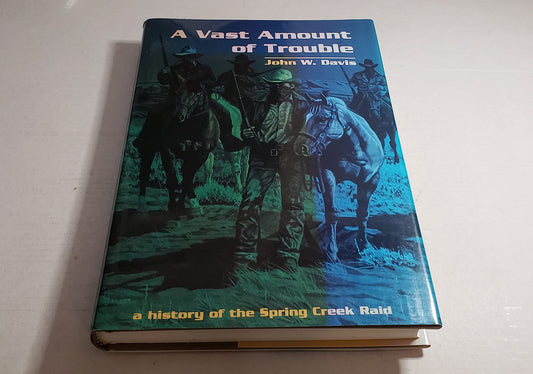 A Vast Amount
of Trouble
John W. Davis
a history of the Spring Creek Raid